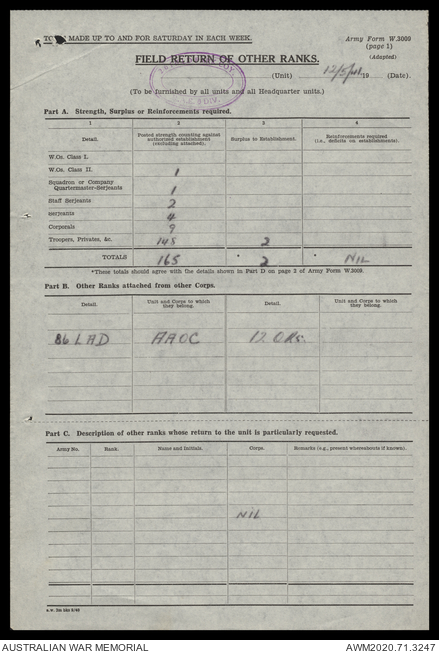 TO BE MADE UP TO AND FOR SATURDAY IN EACH WEEK.
Army Form W.3009
(page 1)
(Adapted)
FIELD RETURN OF OTHER RANKS.
(Unit) 19 (Date).
(To be furnished by all units and all Headquarter units.)
Part A. Strength, Surplus or Reinforcements required.
1 2 3 4
Detail. Posted strength counting against authorised establishment (excluding attached). Surplus to Establishment. Reinforcements required (i.e., deficits on establishments).
W.Os. Class I.
W.Os. Class II. 1
Squadron or Company
Quartermaster-Serjeants 1
Staff Serjeants 2
Serjeants 4
Corporals 9
Troopers, Privates, &c. 148 2
TOTALS 165 * 2 NIL
*These totals should agree with the details shown in Part D on page 2 of Army Form W.3009.
Part B. Other Ranks attached from other Corps.
Detail. Unit and Corps to which they belong. Detail. Unit and Corps to which they belong.
86 LAD AAOC 12 ORs.
Part C. Description of other ranks whose return to the unit is particularly requested.
Army No. Rank. Name and Initials. Corps. Remarks (e.g., present whereabouts if known).
NIL
AUSTRALIAN WAR MEMORIAL AWM2020.71.3247